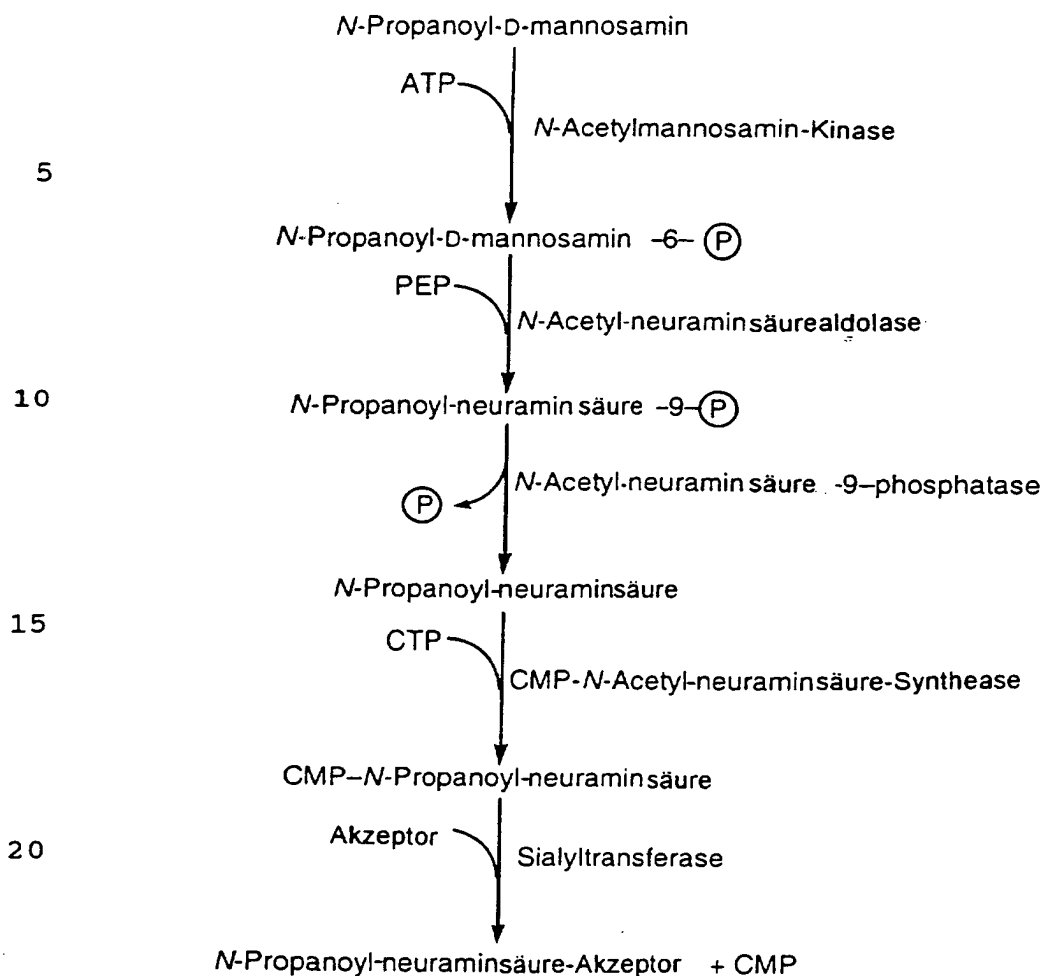 N-Propanoyl-D-mannosamin
ATP
N-Acetylmannosamin-Kinase
5
N-Propanoyl-D-mannosamin -6- P
PEP
N-Acetyl-neuraminsäurealdolase
10
N-Propanoyl-neuraminsäure -9- P
N-Acetyl-neuraminsäure -9-phosphatase
P
N-Propanoyl-neuraminsäure
15
CTP
CMP-N-Acetyl-neuraminsäure-Synthease
CMP-N-Propanoyl-neuraminsäure
Akzeptor
20
Sialyltransferase
N-Propanoyl-neuraminsäure-Akzeptor + CMP